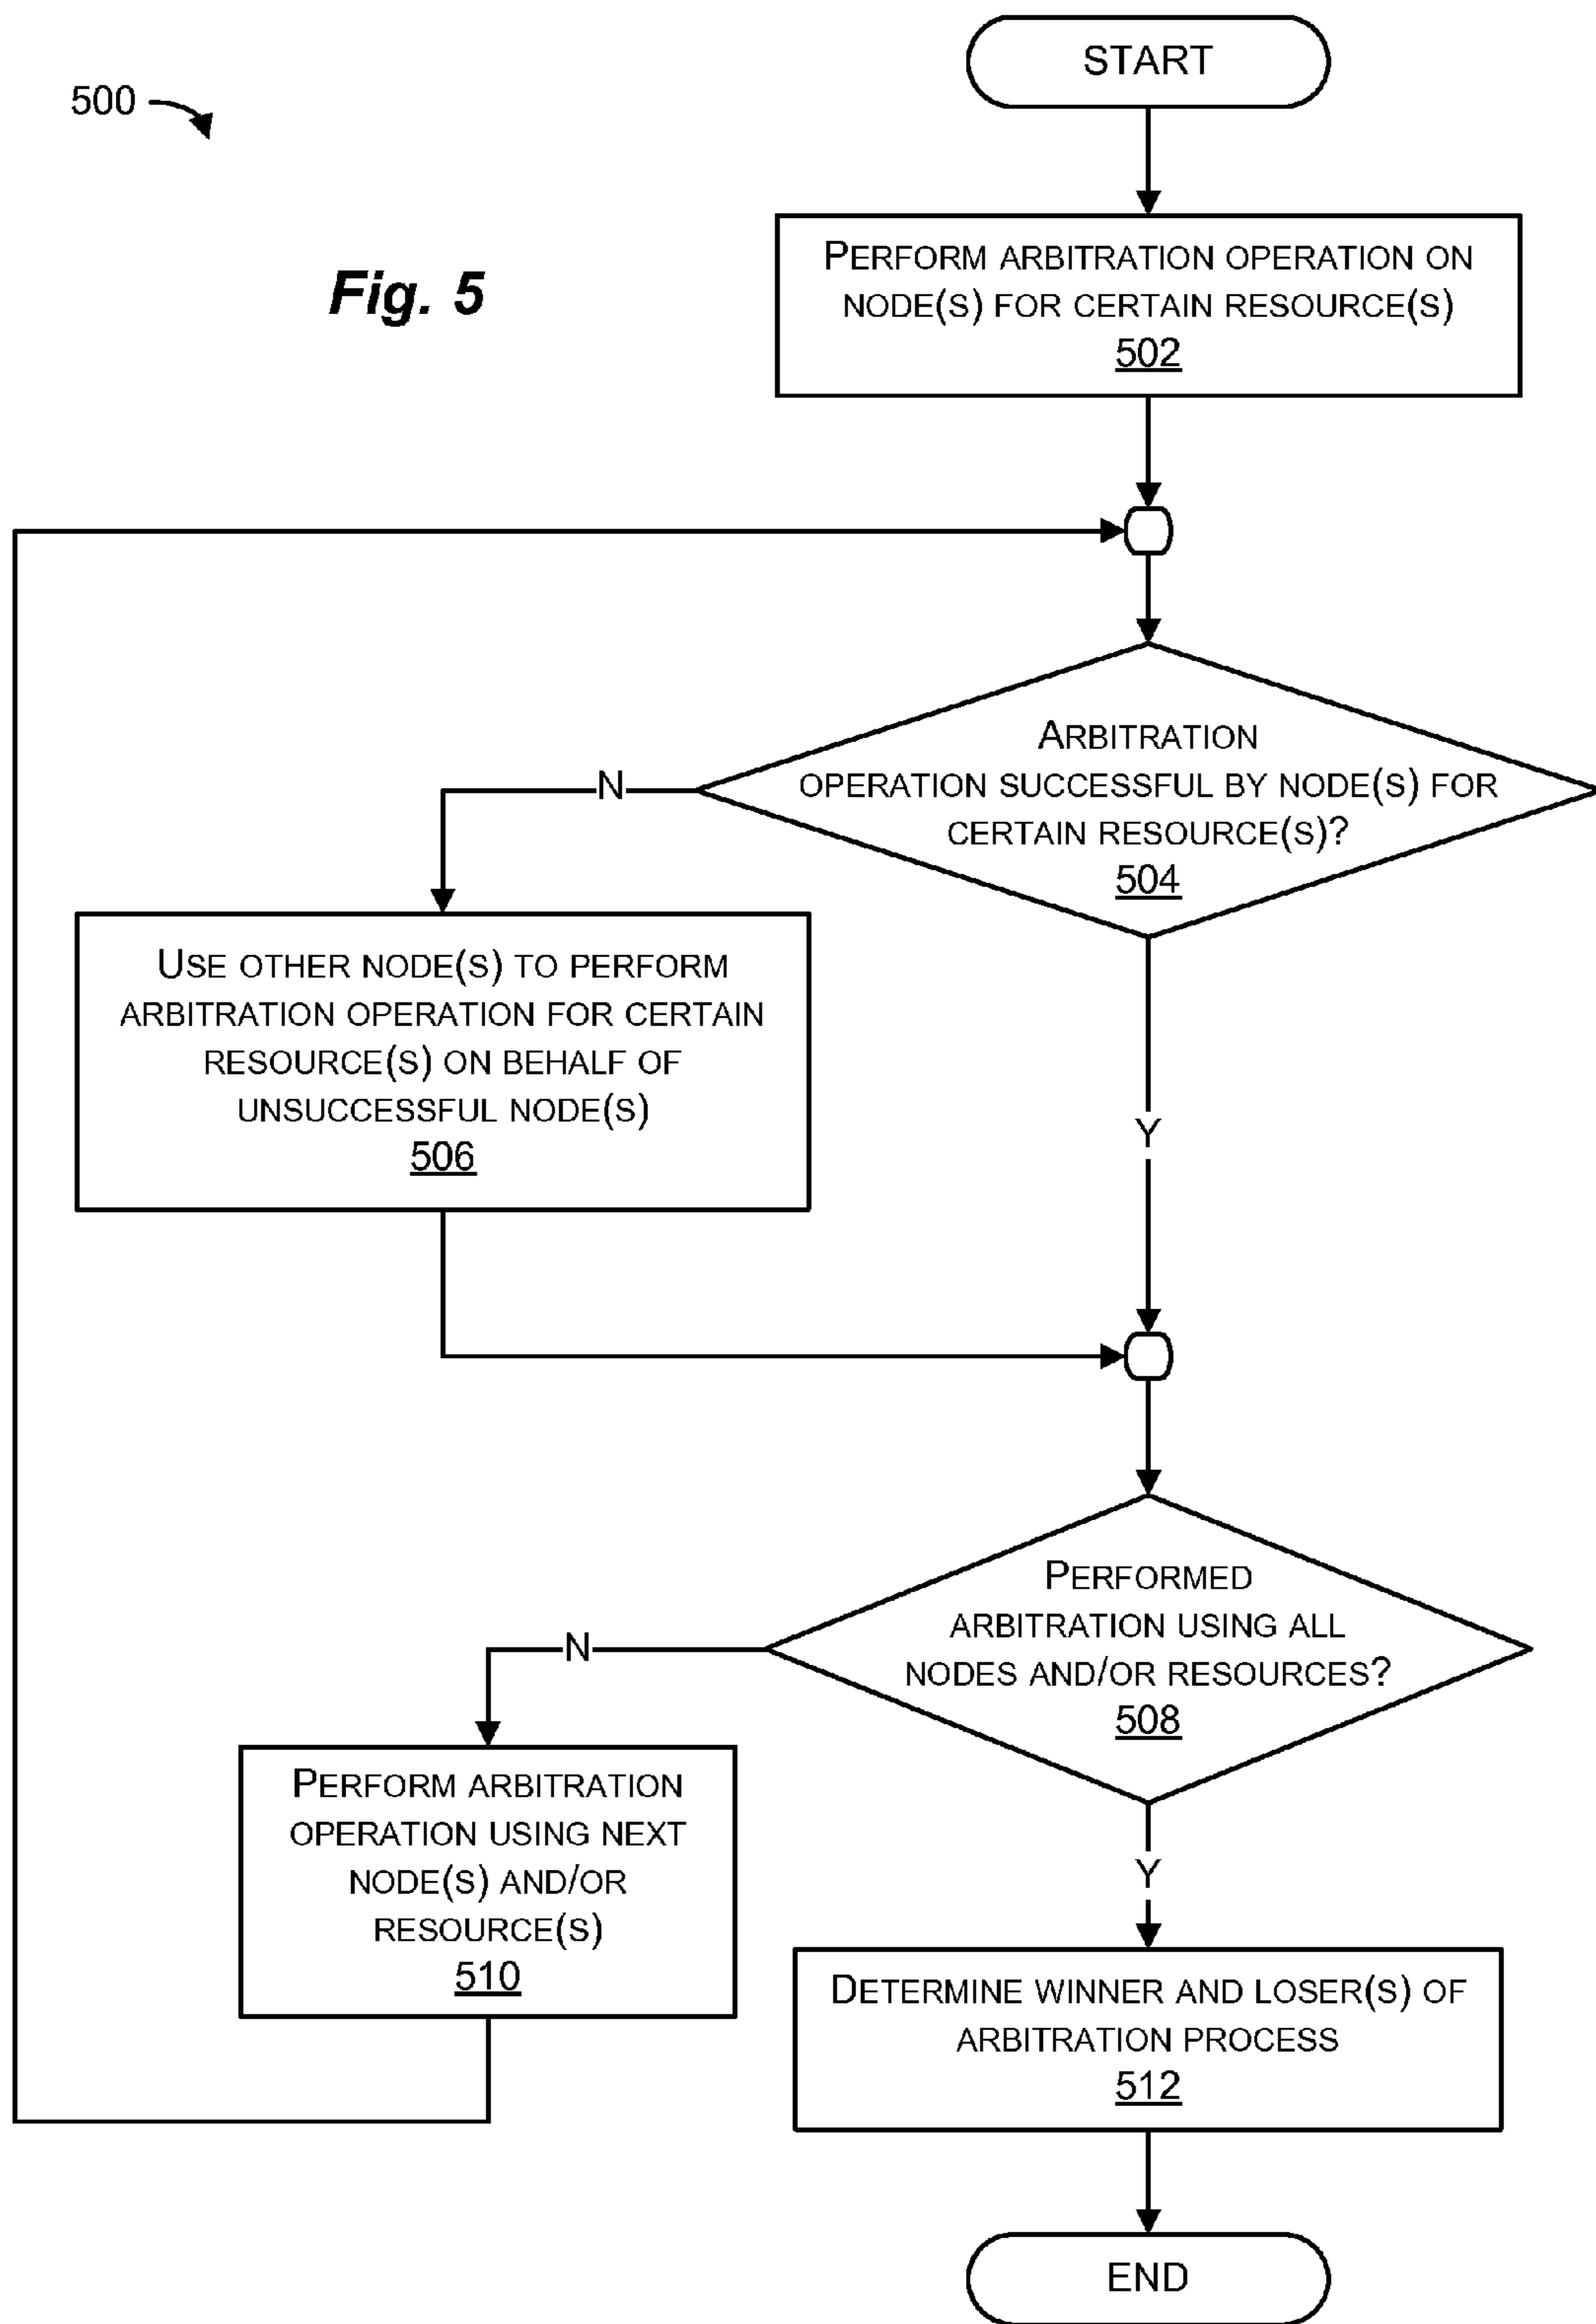 START
500
Fig. 5
PERFORM ARBITRATION OPERATION ON
NODE(S) FOR CERTAIN RESOURCE(S)
502
ARBITRATION
OPERATION SUCCESSFUL BY NODE(S) FOR
CERTAIN RESOURCE(S)?
504
N
USE OTHER NODE(S) TO PERFORM
ARBITRATION OPERATION FOR CERTAIN
RESOURCE(S) ON BEHALF OF
UNSUCCESSFUL NODE(S)
506
Y
PERFORMED
ARBITRATION USING ALL
NODES AND/OR RESOURCES?
508
N
PERFORM ARBITRATION
OPERATION USING NEXT
NODE(S) AND/OR
RESOURCE(S)
510
Y
DETERMINE WINNER AND LOSER(S) OF
ARBITRATION PROCESS
512
END